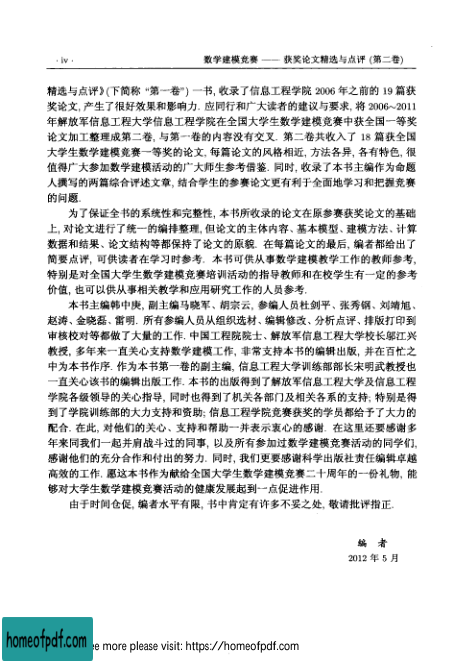 · iv ·
数学建模竞赛 —— 获奖论文精选与点评 (第二卷)
精选与点评》(下简称 “第一卷”) 一书, 收录了信息工程学院 2006 年之前的 19 篇获
奖论文, 产生了很好效果和影响力. 应同行和广大读者的建议与要求, 将 2006~2011
年解放军信息工程大学信息工程学院在全国大学生数学建模竞赛中获全国一等奖
论文加工整理成第二卷, 与第一卷的内容没有交叉. 第二卷共收入了 18 篇获全国
大学生数学建模竞赛一等奖的论文, 每篇论文的风格相近, 方法各异, 各有特色, 很
值得广大参加数学建模活动的广大师生参考借鉴. 同时, 收录了本书主编作为命题
人撰写的两篇综合评述文章, 结合学生的参赛论文更有利于全面地学习和把握竞赛
的问题.
为了保证全书的系统性和完整性, 本书所收录的论文在原参赛获奖论文的基础
上, 对论文进行了统一的编排整理, 但论文的主体内容、基本模型、建模方法、计算
数据和结果、论文结构等都保持了论文的原貌. 在每篇论文的最后, 编者都给出了
简要点评, 可供读者在学习时参考. 本书可供从事数学建模教学工作的教师参考,
特别是对全国大学生数学建模竞赛培训活动的指导教师和在校学生有一定的参考
价值, 也可以供从事相关教学和应用研究工作的人员参考.
本书主编韩中庚, 副主编马晓军、胡宗云, 参编人员杜剑平、张秀钢、刘靖旭、
赵涛、金晓磊、雷明. 所有参编人员从组织选材、编辑修改、分析点评、排版打印到
审核校对等都做了大量的工作. 中国工程院院士、解放军信息工程大学校长邬江兴
教授, 多年来一直关心支持数学建模工作, 非常支持本书的编辑出版, 并在百忙之
中为本书作序. 作为本书第一卷的副主编, 信息工程大学训练部部长宋明武教授也
一直关心该书的编辑出版工作. 本书的出版得到了解放军信息工程大学及信息工程
学院各级领导的关心指导, 同时也得到了机关各部门及相关各系的支持; 特别是得
到了学院训练部的大力支持和资助; 信息工程学院竞赛获奖的学员都给予了大力的
配合. 在此, 对他们的关心、支持和帮助一并表示衷心的感谢. 在这里还要感谢多
年来同我们一起并肩战斗过的同事, 以及所有参加过数学建模竞赛活动的同学们,
感谢他们的充分合作和付出的努力. 同时, 我们更要感谢科学出版社责任编辑卓越
高效的工作. 愿这本书作为献给全国大学生数学建模竞赛二十周年的一份礼物, 能
够对大学生数学建模竞赛活动的健康发展起到一点促进作用.
由于时间仓促, 编者水平有限, 书中肯定有许多不妥之处, 敬请批评指正.
编 者
2012 年 5 月
homeofpdf.com
ee more please visit: https://homeofpdf.com